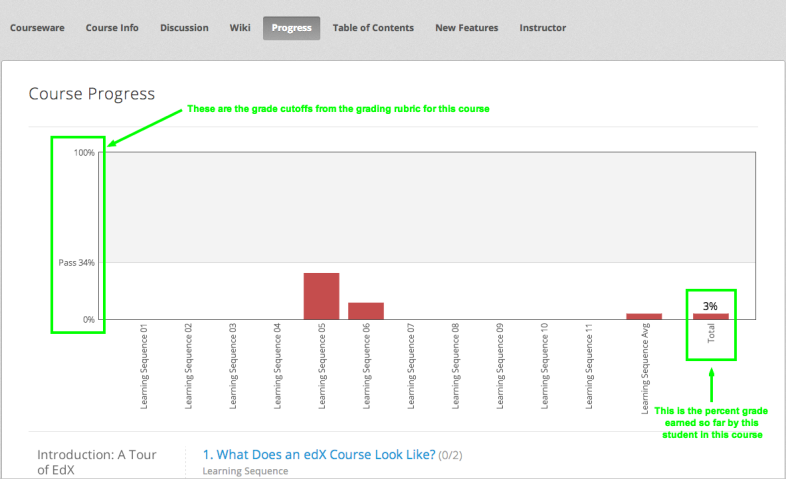 Courseware Course Info Discussion Wiki Progress Table of Contents New Features Instructor
Course Progress
These are the grade cutoffs from the grading rubric for this course
100%
Pass 34%
0%
3%
Learning Sequence 01
Learning Sequence 02
Learning Sequence 03
Learning Sequence 04
Learning Sequence 05
Learning Sequence 06
Learning Sequence 07
Learning Sequence 08
Learning Sequence 09
Learning Sequence 10
Learning Sequence 11
Learning Sequence Avg
Total
This is the percent grade
earned so far by this
student in this course
Introduction: A Tour
of EdX
1. What Does an edX Course Look Like? (0/2)
Learning Sequence